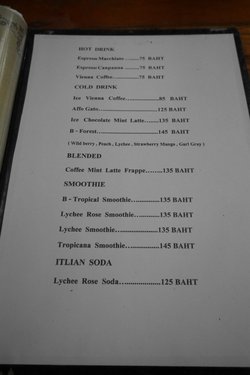 HOT DRINK
Espresso Macchiato ........75 BAHT
Espresso Canpanna........75 BAHT
Vienna Coffee..............75 BAHT
COLD DRINK
Ice Vienna Coffee..............85 BAHT
Affo Gato.........................125 BAHT
Ice Chocolate Mint Latte......135 BAHT
B - Forest.........................145 BAHT
( Wild berry , Peach , Lychee , Strawberry Mango , Gurl Grey )
BLENDED
Coffee Mint Latte Frappe.......135 BAHT
SMOOTHIE
B - Tropical Smoothie............135 BAHT
Lychee Rose Smoothie............135 BAHT
Lychee Smoothie..................135 BAHT
Tropicana Smoothie...............145 BAHT
ITLIAN SODA
Lychee Rose Soda..................125 BAHT